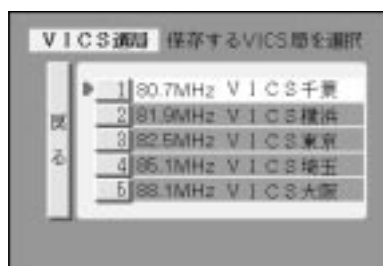 VICS選局 保存するVICS局を選択
戻る
1 80.7MHz VICS千葉
2 81.9MHz VICS横浜
3 82.5MHz VICS東京
4 85.1MHz VICS埼玉
5 88.1MHz VICS大阪